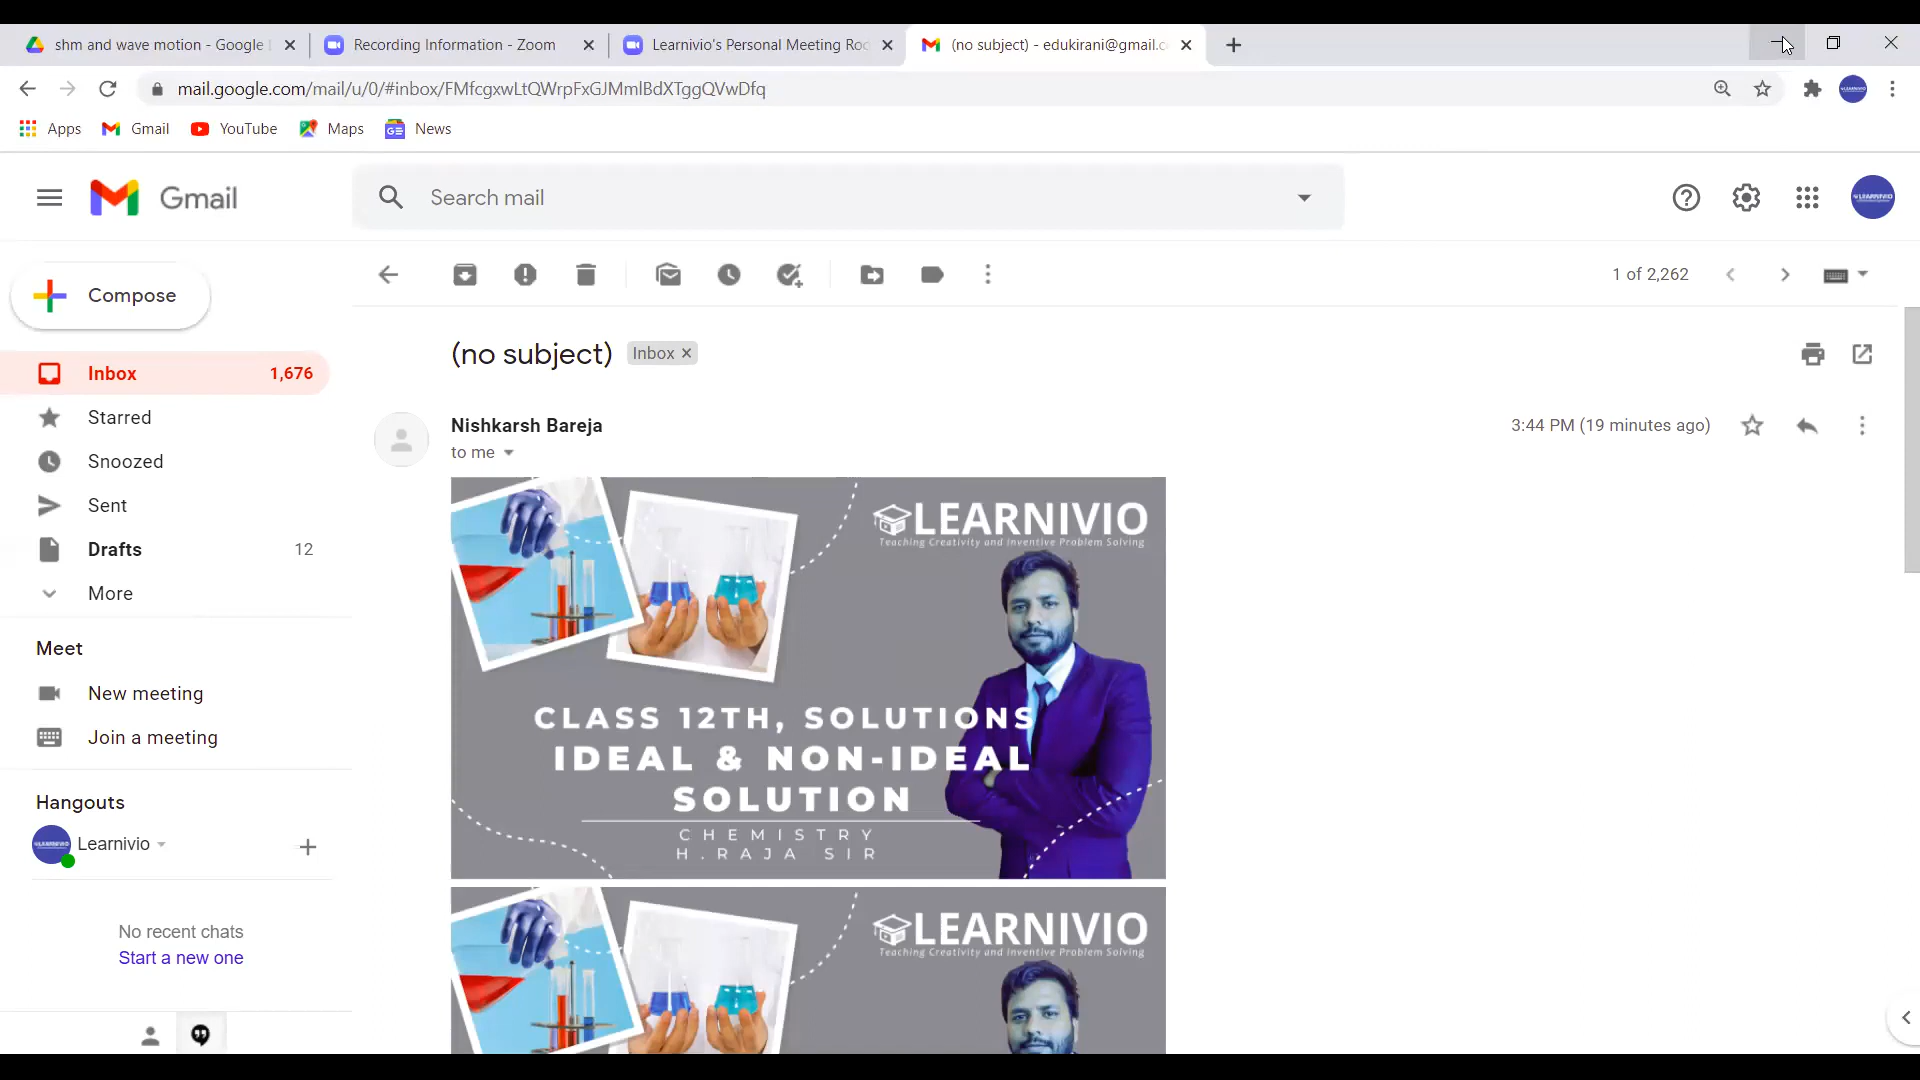 shm and wave motion - Google
Recording Information - Zoom
Learnivio's Personal Meeting Roo
(no subject) - edukirani@gmail.c
mail.google.com/mail/u/0/#inbox/FMfcgxwLtQWrpFxGJMmlBdXTggQVwDfq
Apps
Gmail
YouTube
Maps
News
Gmail
Search mail
Compose
1 of 2,262
Inbox 1,676
Starred
Snoozed
Sent
Drafts 12
More
Meet
New meeting
Join a meeting
Hangouts
Learnivio
No recent chats
Start a new one
(no subject)
Inbox
Nishkarsh Bareja
3:44 PM (19 minutes ago)
to me
LEARNIVIO
Teaching Creativity and Inventive Problem Solving
CLASS 12TH, SOLUTIONS
IDEAL & NON-IDEAL
SOLUTION
CHEMISTRY
H.RAJA SIR
LEARNIVIO
Teaching Creativity and Inventive Problem Solving